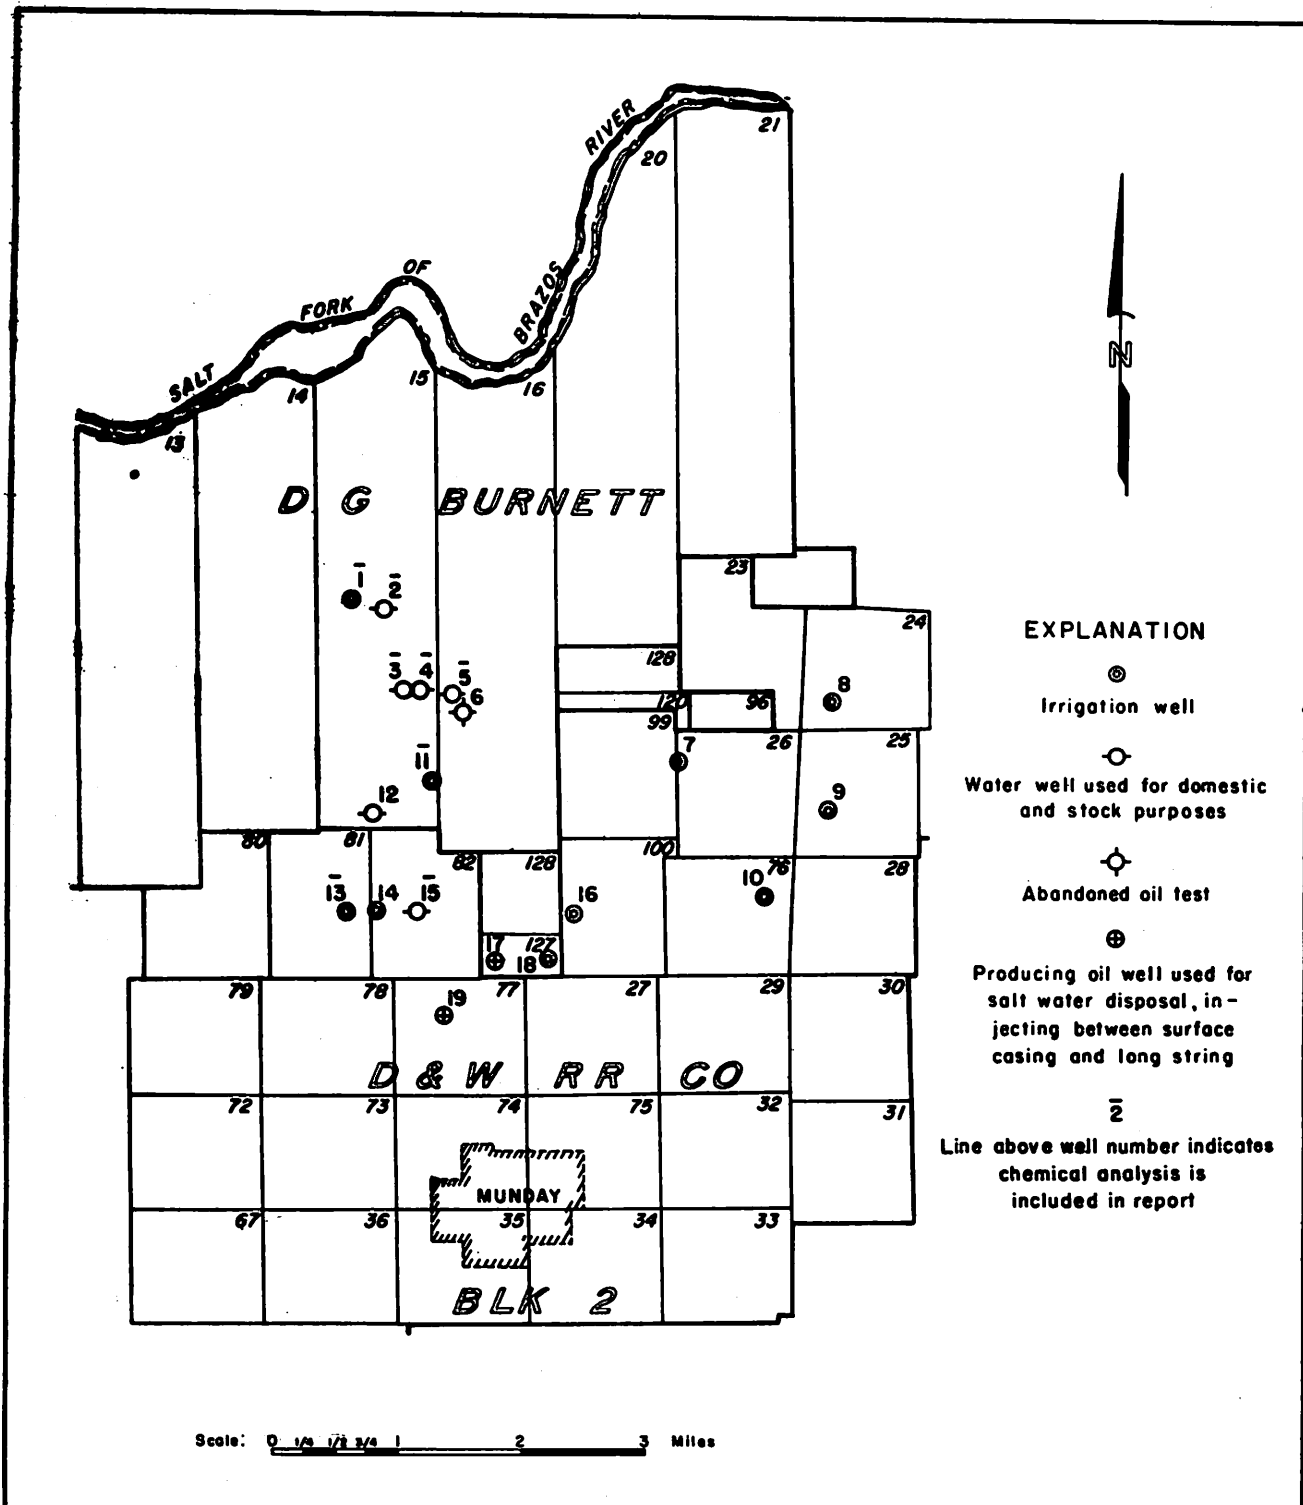 RIVER
21
20
OF
BRAZOS
FORK
SALT
15
16
14
13
N
D G BURNETT
23
1
2
24
EXPLANATION
128
3 4 5
6
8
120 96
Irrigation well
99
26 25
7
11
12
9
Water well used for domestic
and stock purposes
80 81 100
82 128 76 28
10
Abandoned oil test
13 14 15 16
17 127
18
Producing oil well used for
salt water disposal, in-
jecting between surface
casing and long string
79 78 77 27 29 30
19
D & W RR CO
72 73 74 75 32 31
2
Line above well number indicates
chemical analysis is
included in report
MUNDAY
67 36 35 34 33
BLK 2
Scale: 0 1/4 1/2 3/4 1 2 3 Miles